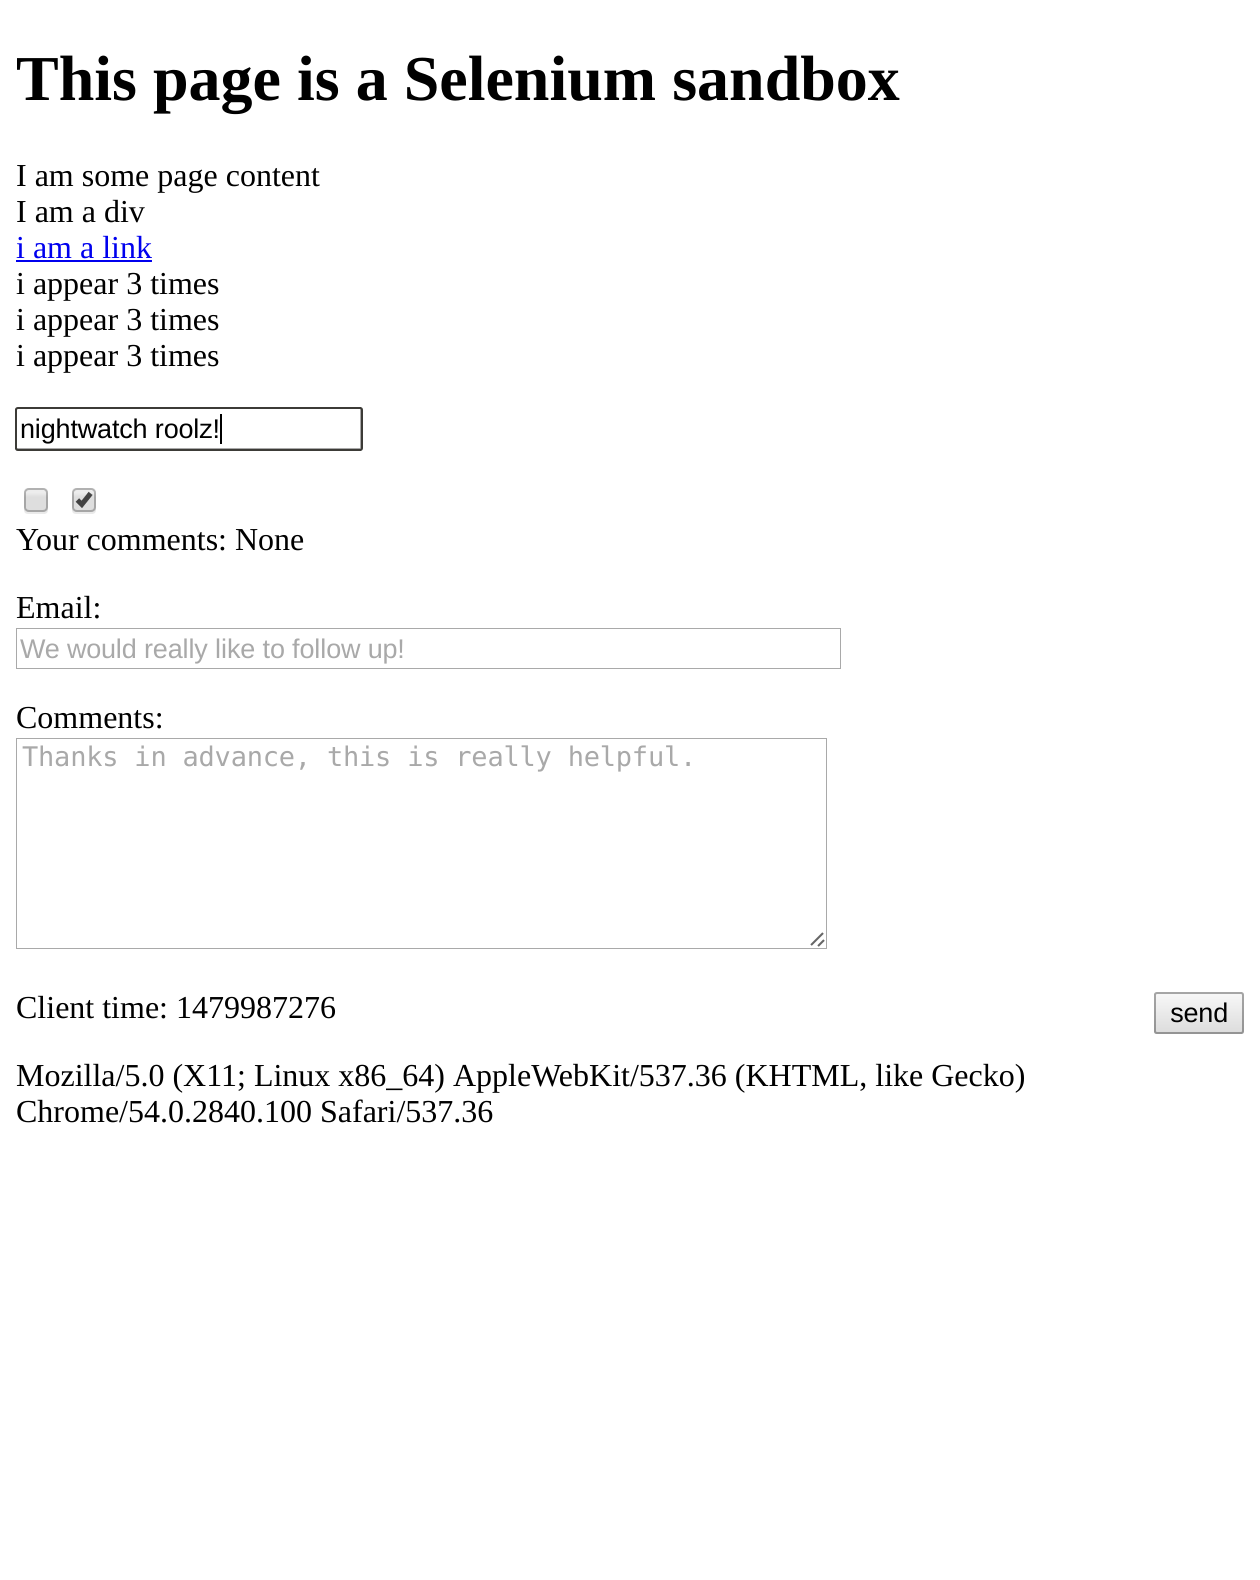 This page is a Selenium sandbox
I am some page content
I am a div
i am a link
i appear 3 times
i appear 3 times
i appear 3 times
nightwatch roolz!
Your comments: None
Email:
We would really like to follow up!
Comments:
Thanks in advance, this is really helpful.
Client time: 1479987276
send
Mozilla/5.0 (X11; Linux x86_64) AppleWebKit/537.36 (KHTML, like Gecko)
Chrome/54.0.2840.100 Safari/537.36